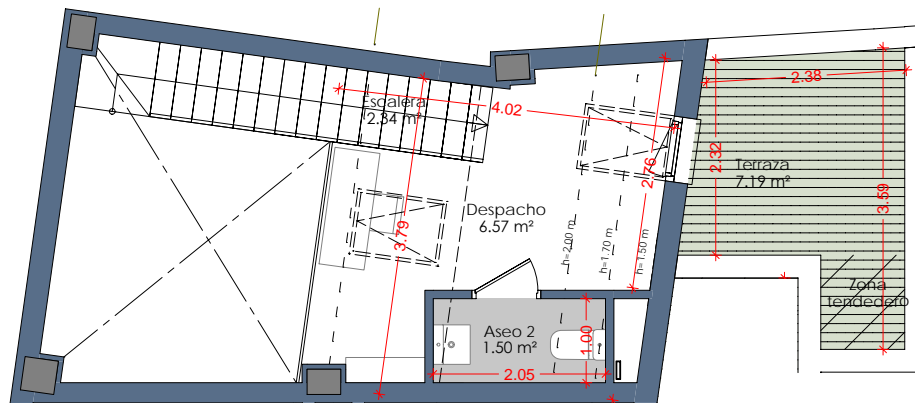 2.38
Escalera
2.34 m²
4.02
2.76
2.32
Terraza
7.19 m²
3.59
Despacho
6.57 m²
3.79
h=2.00 m
h=1.70 m
h=1.50 m
Zona
tendedero
Aseo 2
1.50 m²
1.00
2.05